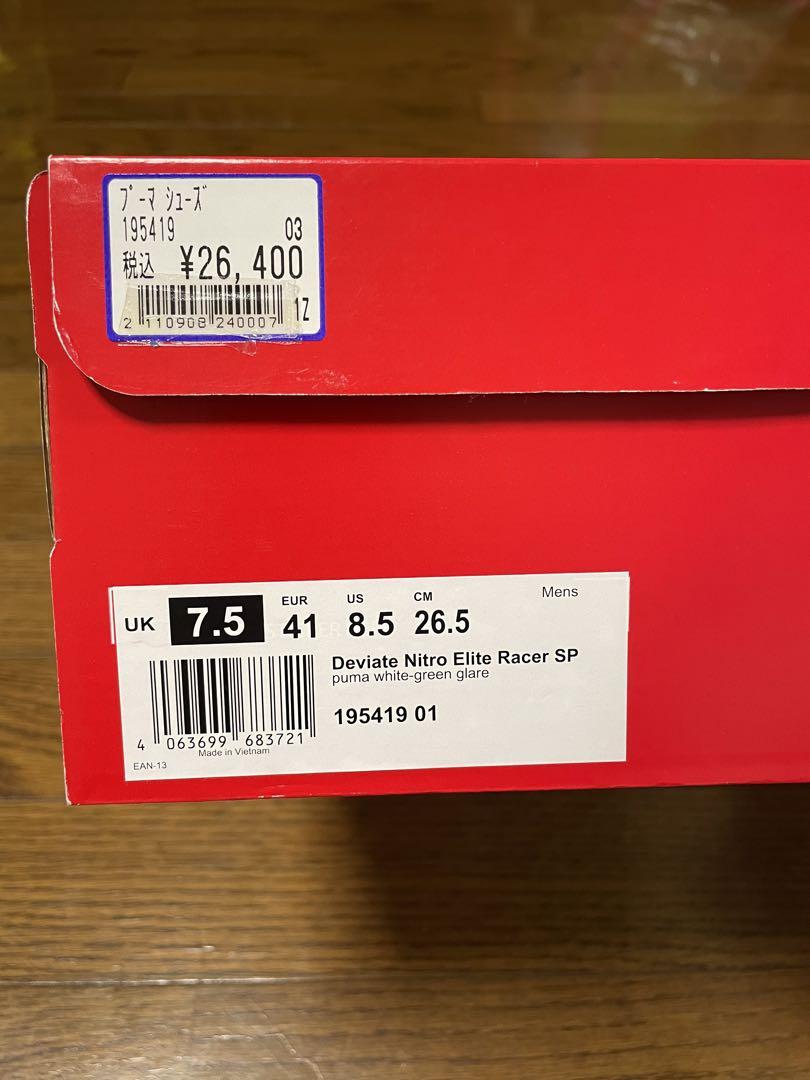 ﾌﾟｰﾏ ｼｭｰｽﾞ
195419 03
税込 ¥26,400
2 110908 240007 1Z
UK 7.5 EUR 41 US 8.5 CM 26.5 Mens
Deviate Nitro Elite Racer SP
puma white-green glare
195419 01
4 063699 683721
Made in Vietnam
EAN-13